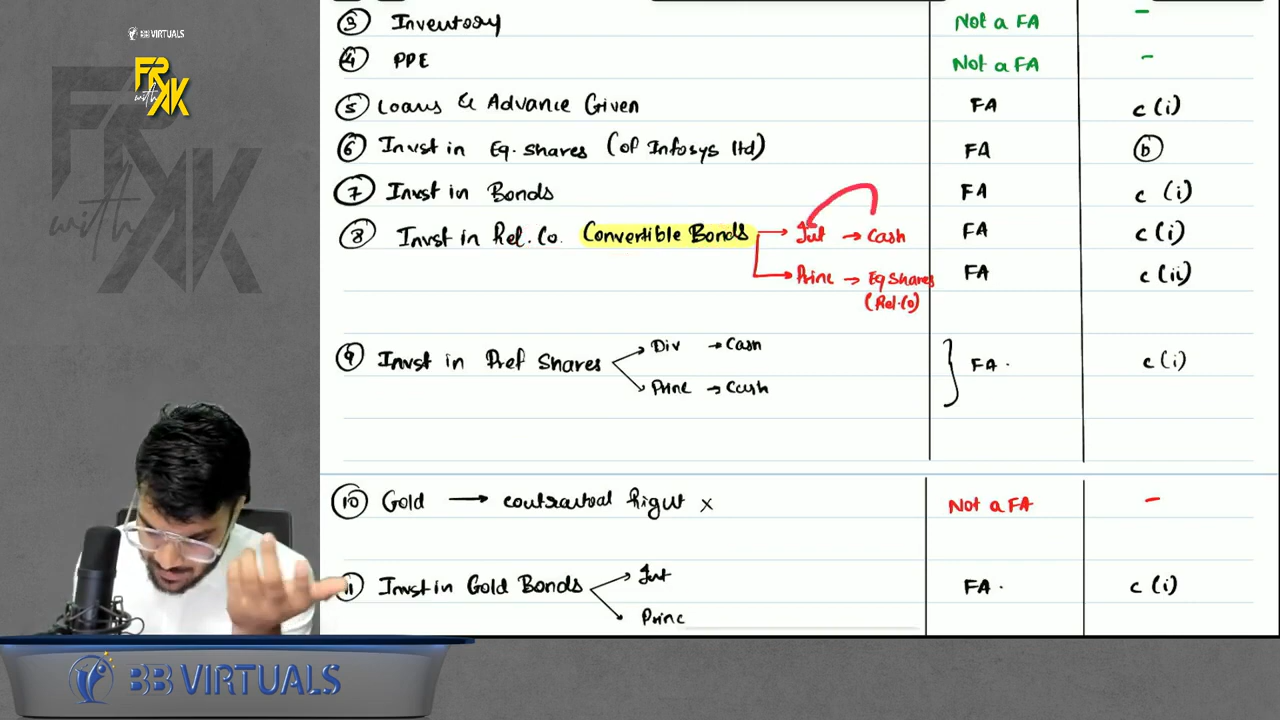 BB VIRTUALS
FR
with
AK
③ Inventory Not a FA -
④ PPE Not a FA -
⑤ Loans & Advance Given FA c (i)
⑥ Invst in Eq. shares (of Infosys ltd) FA ⓑ
⑦ Invst in Bonds FA c (i)
⑧ Invst in Rel. Co. Convertible Bonds → Int → Cash FA c (i)
→ Princ → Eq Shares FA c (ii)
(Rel. Co)
⑨ Invst in Pref Shares FA. c (i)
Div → Cash
Princ → Cash
⑩ Gold → contractual Right x Not a FA -
⑪ Invst in Gold Bonds FA. c (i)
Int
Princ
BB VIRTUALS